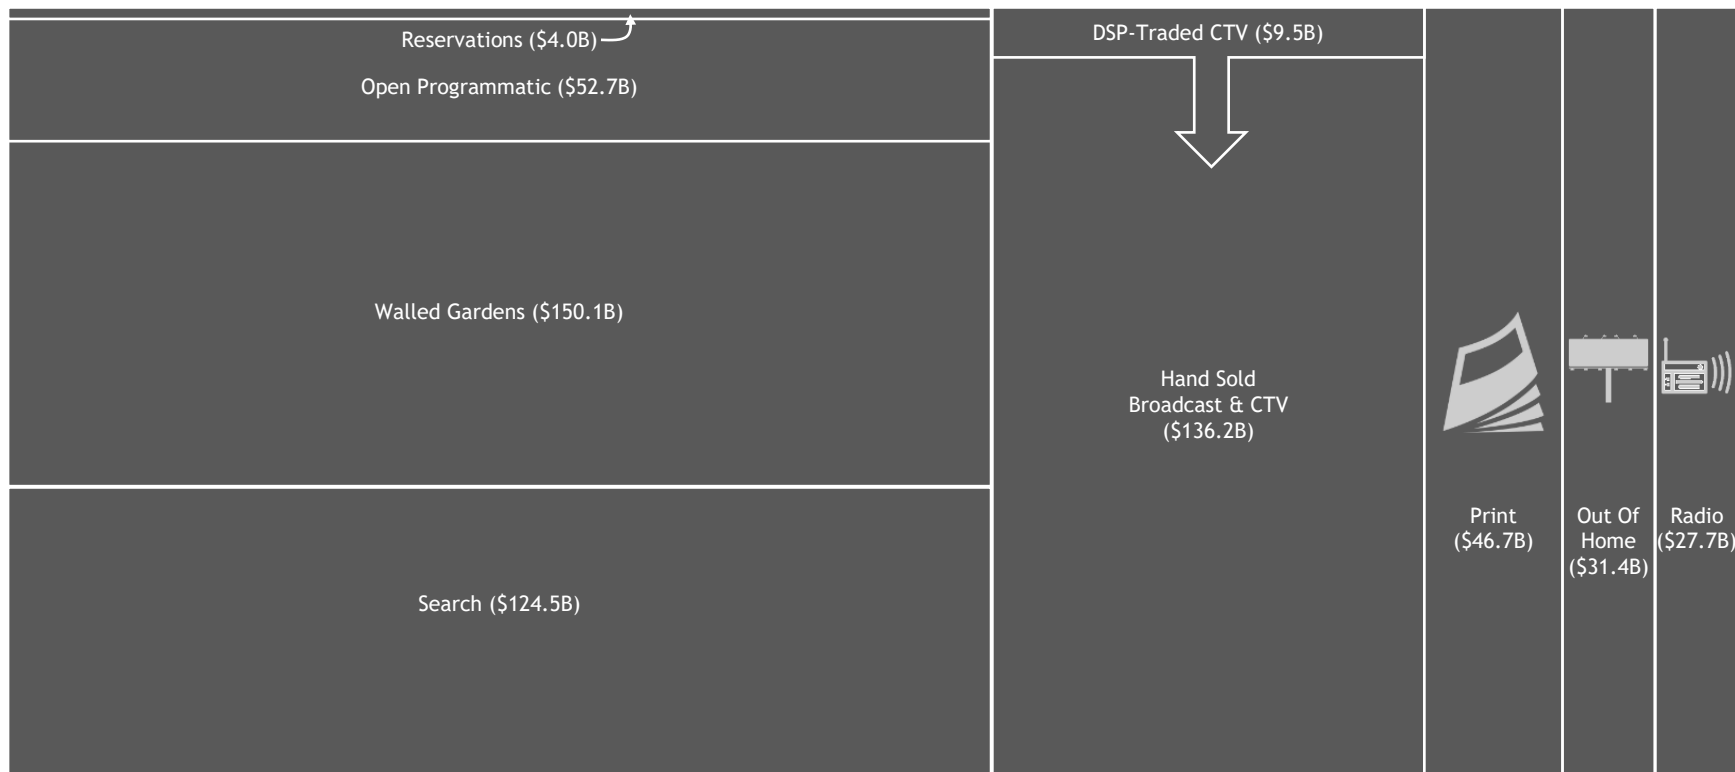 Reservations ($4.0B)
Open Programmatic ($52.7B)
Walled Gardens ($150.1B)
Search ($124.5B)
DSP-Traded CTV ($9.5B)
Hand Sold
Broadcast & CTV
($136.2B)
Print
($46.7B)
Out Of
Home
($31.4B)
Radio
($27.7B)